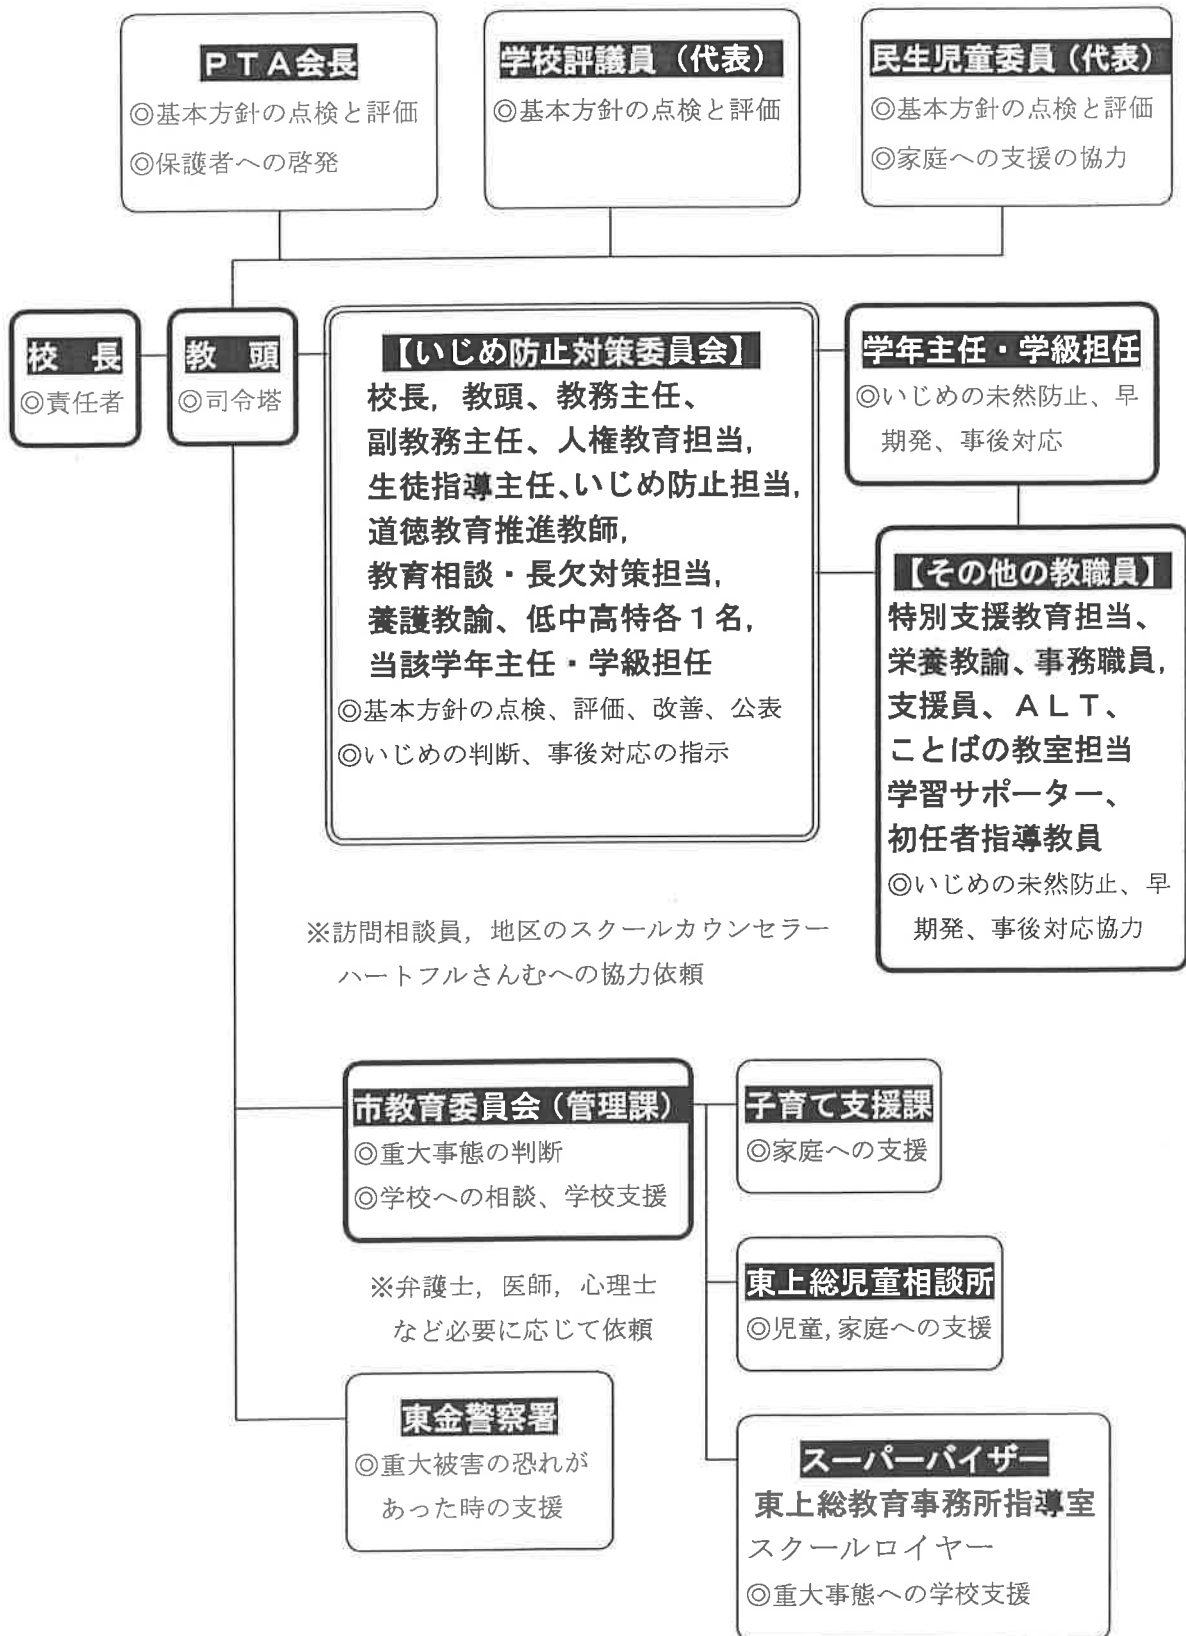 ＰＴＡ会長
◎基本方針の点検と評価
◎保護者への啓発
学校評議員（代表）
◎基本方針の点検と評価
民生児童委員（代表）
◎基本方針の点検と評価
◎家庭への支援の協力
校　長
◎責任者
教　頭
◎司令塔
【いじめ防止対策委員会】
校長，教頭、教務主任、
副教務主任、人権教育担当，
生徒指導主任、いじめ防止担当，
道徳教育推進教師，
教育相談・長欠対策担当，
養護教諭、低中高特各１名，
当該学年主任・学級担任
◎基本方針の点検、評価、改善、公表
◎いじめの判断、事後対応の指示
学年主任・学級担任
◎いじめの未然防止、早
期発、事後対応
【その他の教職員】
特別支援教育担当、
栄養教諭、事務職員，
支援員、ＡＬＴ、
ことばの教室担当
学習サポーター、
初任者指導教員
◎いじめの未然防止、早
期発、事後対応協力
※訪問相談員，地区のスクールカウンセラー
ハートフルさんむへの協力依頼
市教育委員会（管理課）
◎重大事態の判断
◎学校への相談、学校支援
※弁護士，医師，心理士
など必要に応じて依頼
東金警察署
◎重大被害の恐れが
あった時の支援
子育て支援課
◎家庭への支援
東上総児童相談所
◎児童，家庭への支援
スーパーバイザー
東上総教育事務所指導室
スクールロイヤー
◎重大事態への学校支援